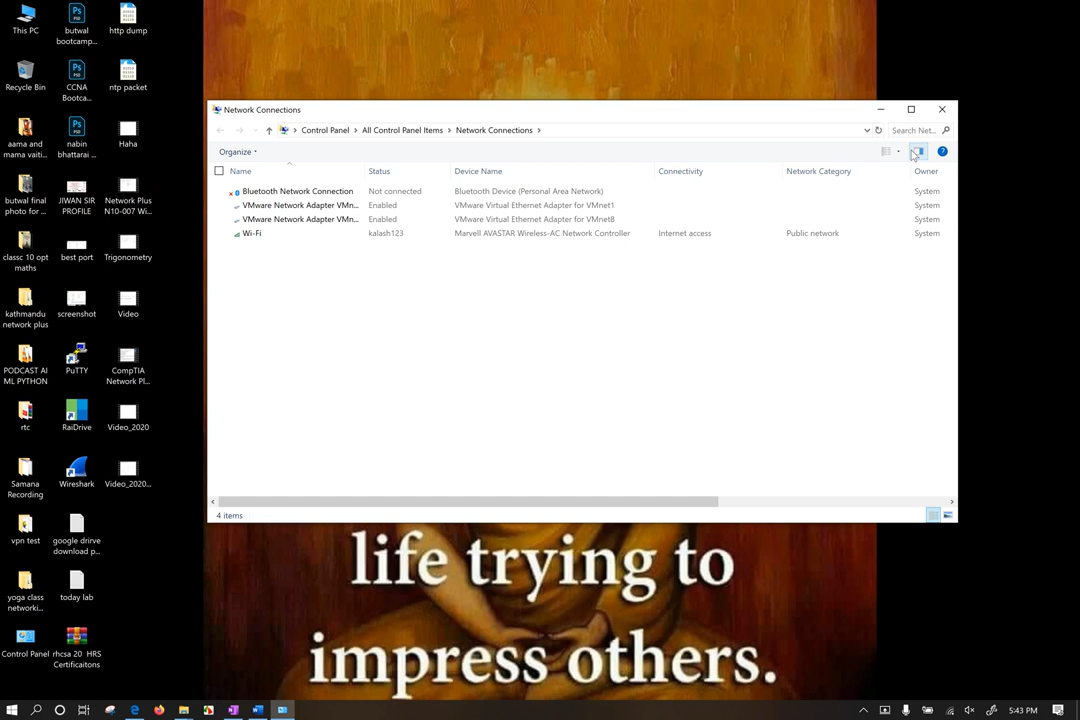 This PC
butwal
bootcamp...
http dump
Recycle Bin
CCNA
Bootca...
ntp packet
aama and
mama vaiti...
nabin
bhattarai ...
Haha
butwal final
photo for ...
JIWAN SIR
PROFILE
Network Plus
N10-007 Wi...
classc 10 opt
maths
best port
Trigonometry
kathmandu
network plus
screenshot
Video
PODCAST AI
ML PYTHON
PuTTY
CompTIA
Network Pl...
rtc
RaiDrive
Video_2020
Samana
Recording
Wireshark
Video_2020...
vpn test
google drirve
download p...
yoga class
networki...
today lab
Control Panel
rhcsa 20 HRS
Certificaitons
Network Connections
Control Panel > All Control Panel Items > Network Connections >
Search Net...
Organize
Name Status Device Name Connectivity Network Category Owner
Bluetooth Network Connection Not connected Bluetooth Device (Personal Area Network) System
VMware Network Adapter VMn... Enabled VMware Virtual Ethernet Adapter for VMnet1 System
VMware Network Adapter VMn... Enabled VMware Virtual Ethernet Adapter for VMnet8 System
Wi-Fi kalash123 Marvell AVASTAR Wireless-AC Network Controller Internet access Public network System
4 items
life trying to
impress others.
5:43 PM